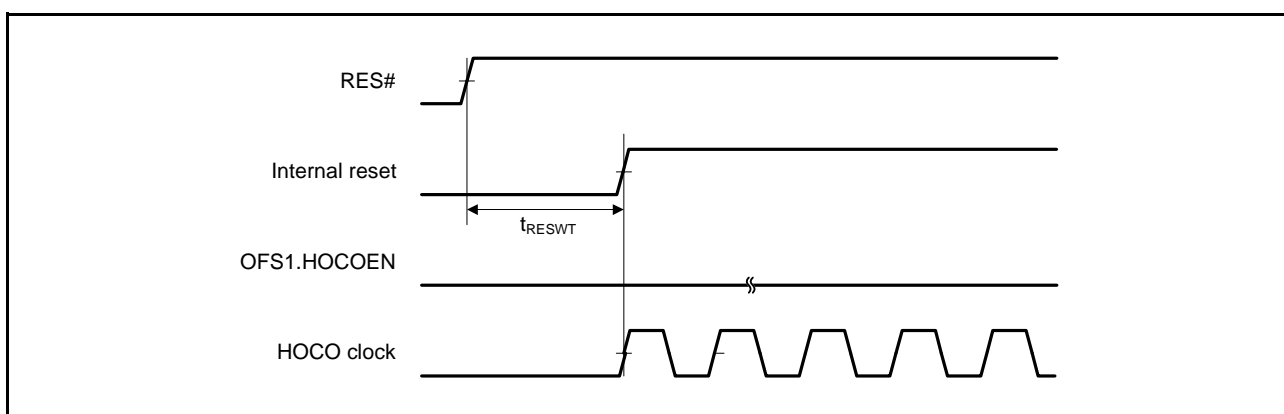 RES#
Internal reset
tRESWT
OFS1.HOCOEN
HOCO clock